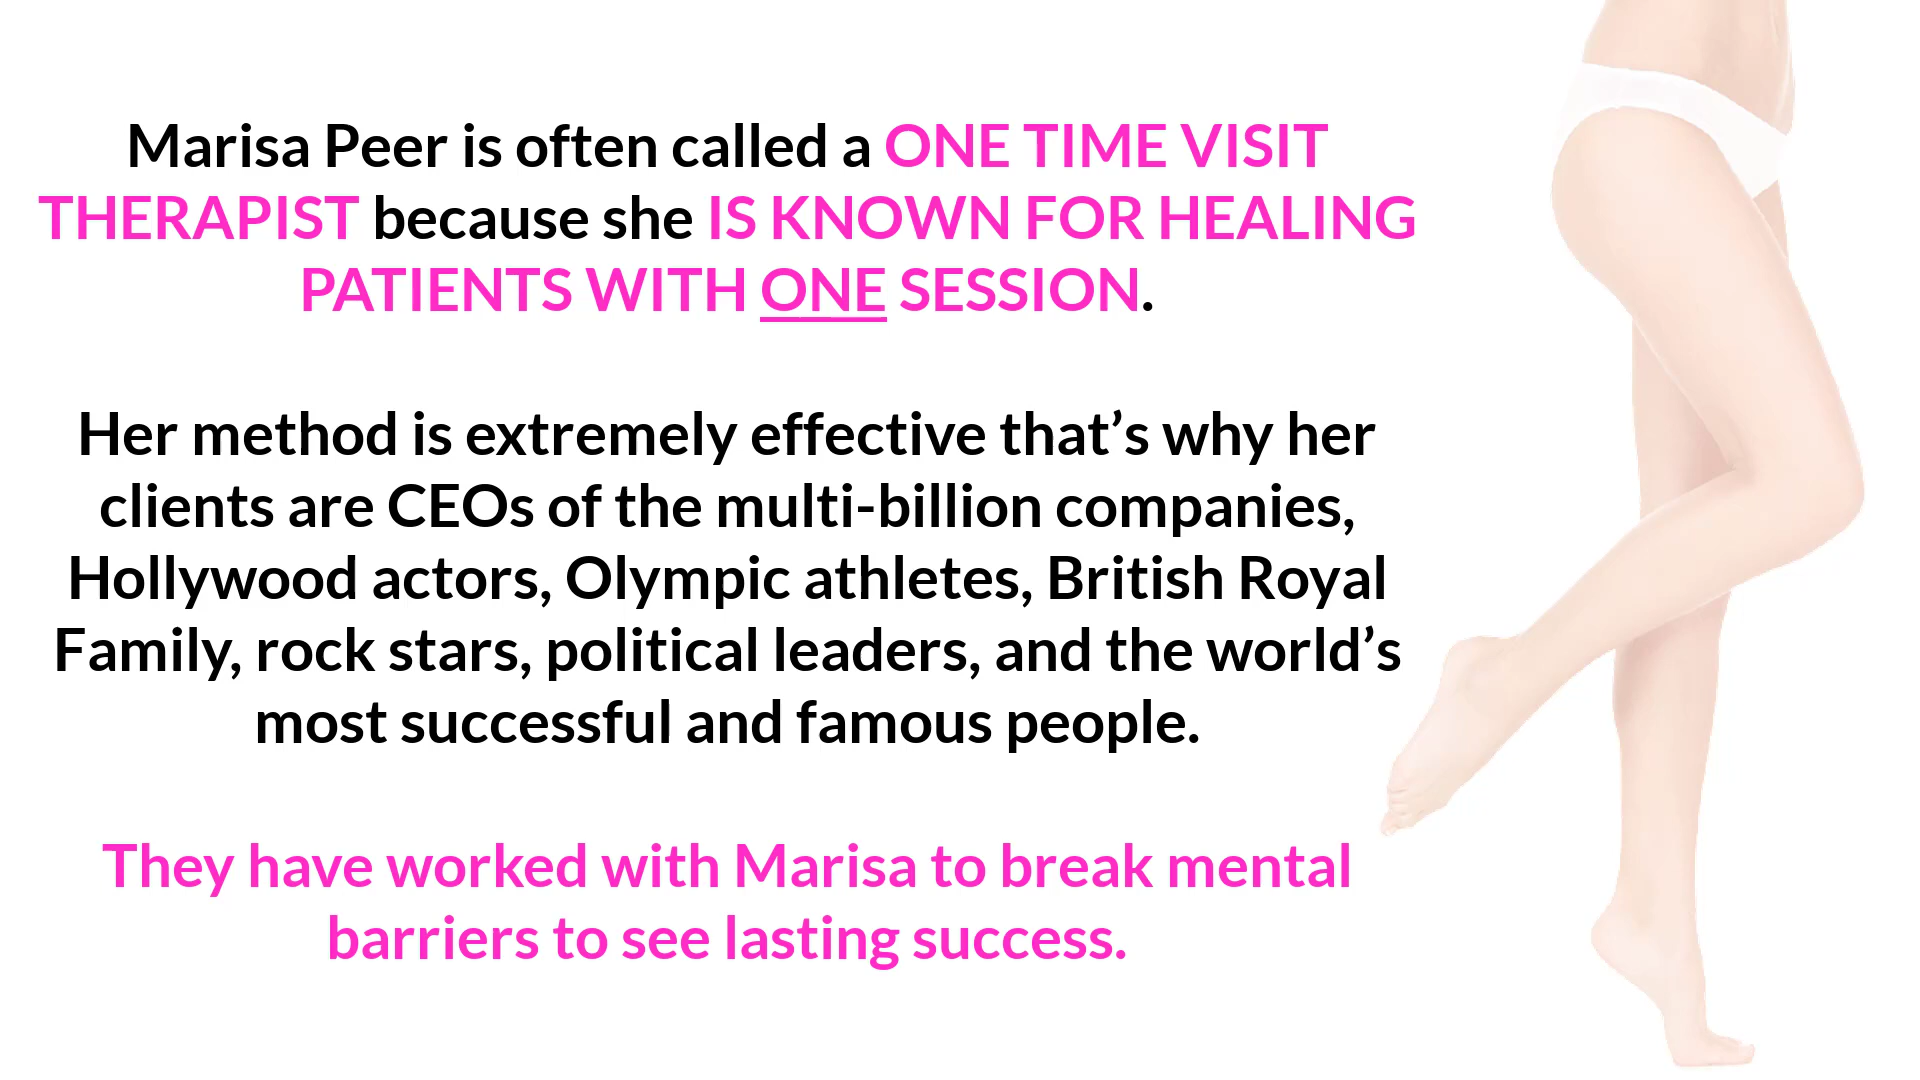 Marisa Peer is often called a ONE TIME VISIT
THERAPIST because she IS KNOWN FOR HEALING
PATIENTS WITH ONE SESSION.
Her method is extremely effective that’s why her
clients are CEOs of the multi-billion companies,
Hollywood actors, Olympic athletes, British Royal
Family, rock stars, political leaders, and the world’s
most successful and famous people.
They have worked with Marisa to break mental
barriers to see lasting success.